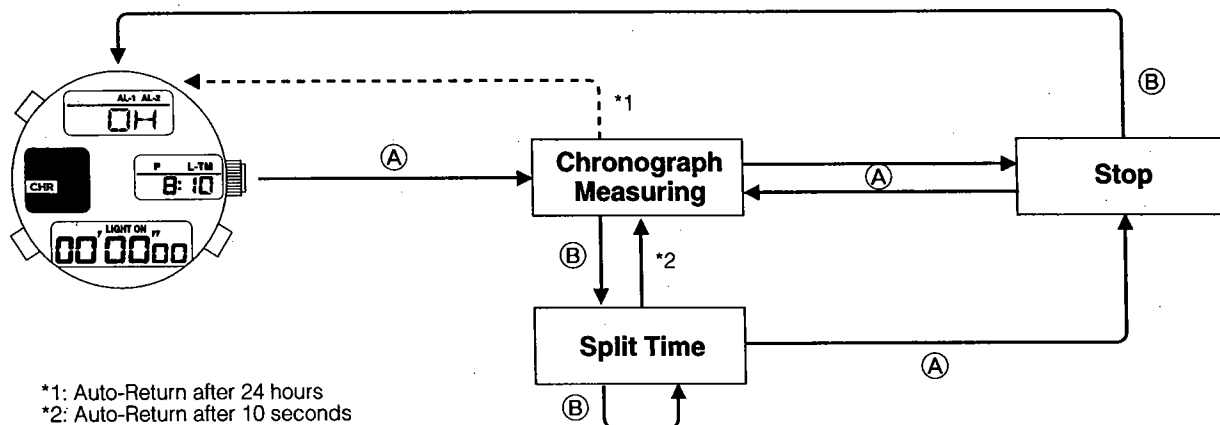 AL-1 AL-2
0H
P L-TM
8:10
CHR
LIGHT ON
00' 00'' 00
Ⓐ
*1
Chronograph
Measuring
Ⓐ
Stop
Ⓑ
Ⓑ
*2
Split Time
Ⓐ
Ⓑ
*1: Auto-Return after 24 hours
*2: Auto-Return after 10 seconds